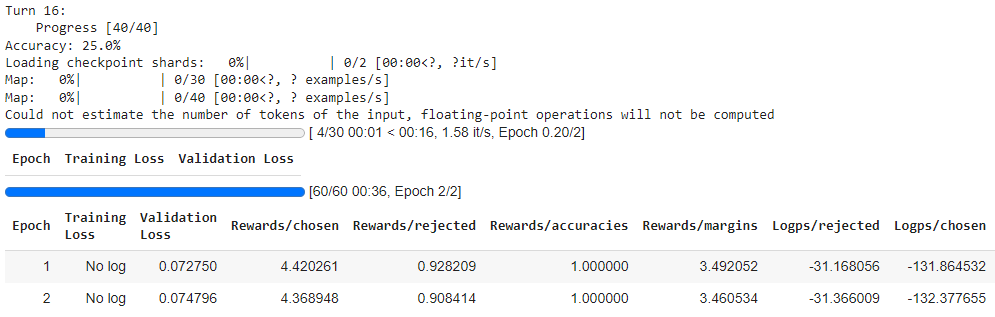 Turn 16:
    Progress [40/40]
Accuracy: 25.0%
Loading checkpoint shards:   0%|          | 0/2 [00:00<?, ?it/s]
Map:   0%|          | 0/30 [00:00<?, ? examples/s]
Map:   0%|          | 0/40 [00:00<?, ? examples/s]
Could not estimate the number of tokens of the input, floating-point operations will not be computed
[ 4/30 00:01 < 00:16, 1.58 it/s, Epoch 0.20/2]
Epoch Training Loss Validation Loss
[60/60 00:36, Epoch 2/2]
Epoch Training Loss Validation Loss Rewards/chosen Rewards/rejected Rewards/accuracies Rewards/margins Logps/rejected Logps/chosen
1 No log 0.072750 4.420261 0.928209 1.000000 3.492052 -31.168056 -131.864532
2 No log 0.074796 4.368948 0.908414 1.000000 3.460534 -31.366009 -132.377655